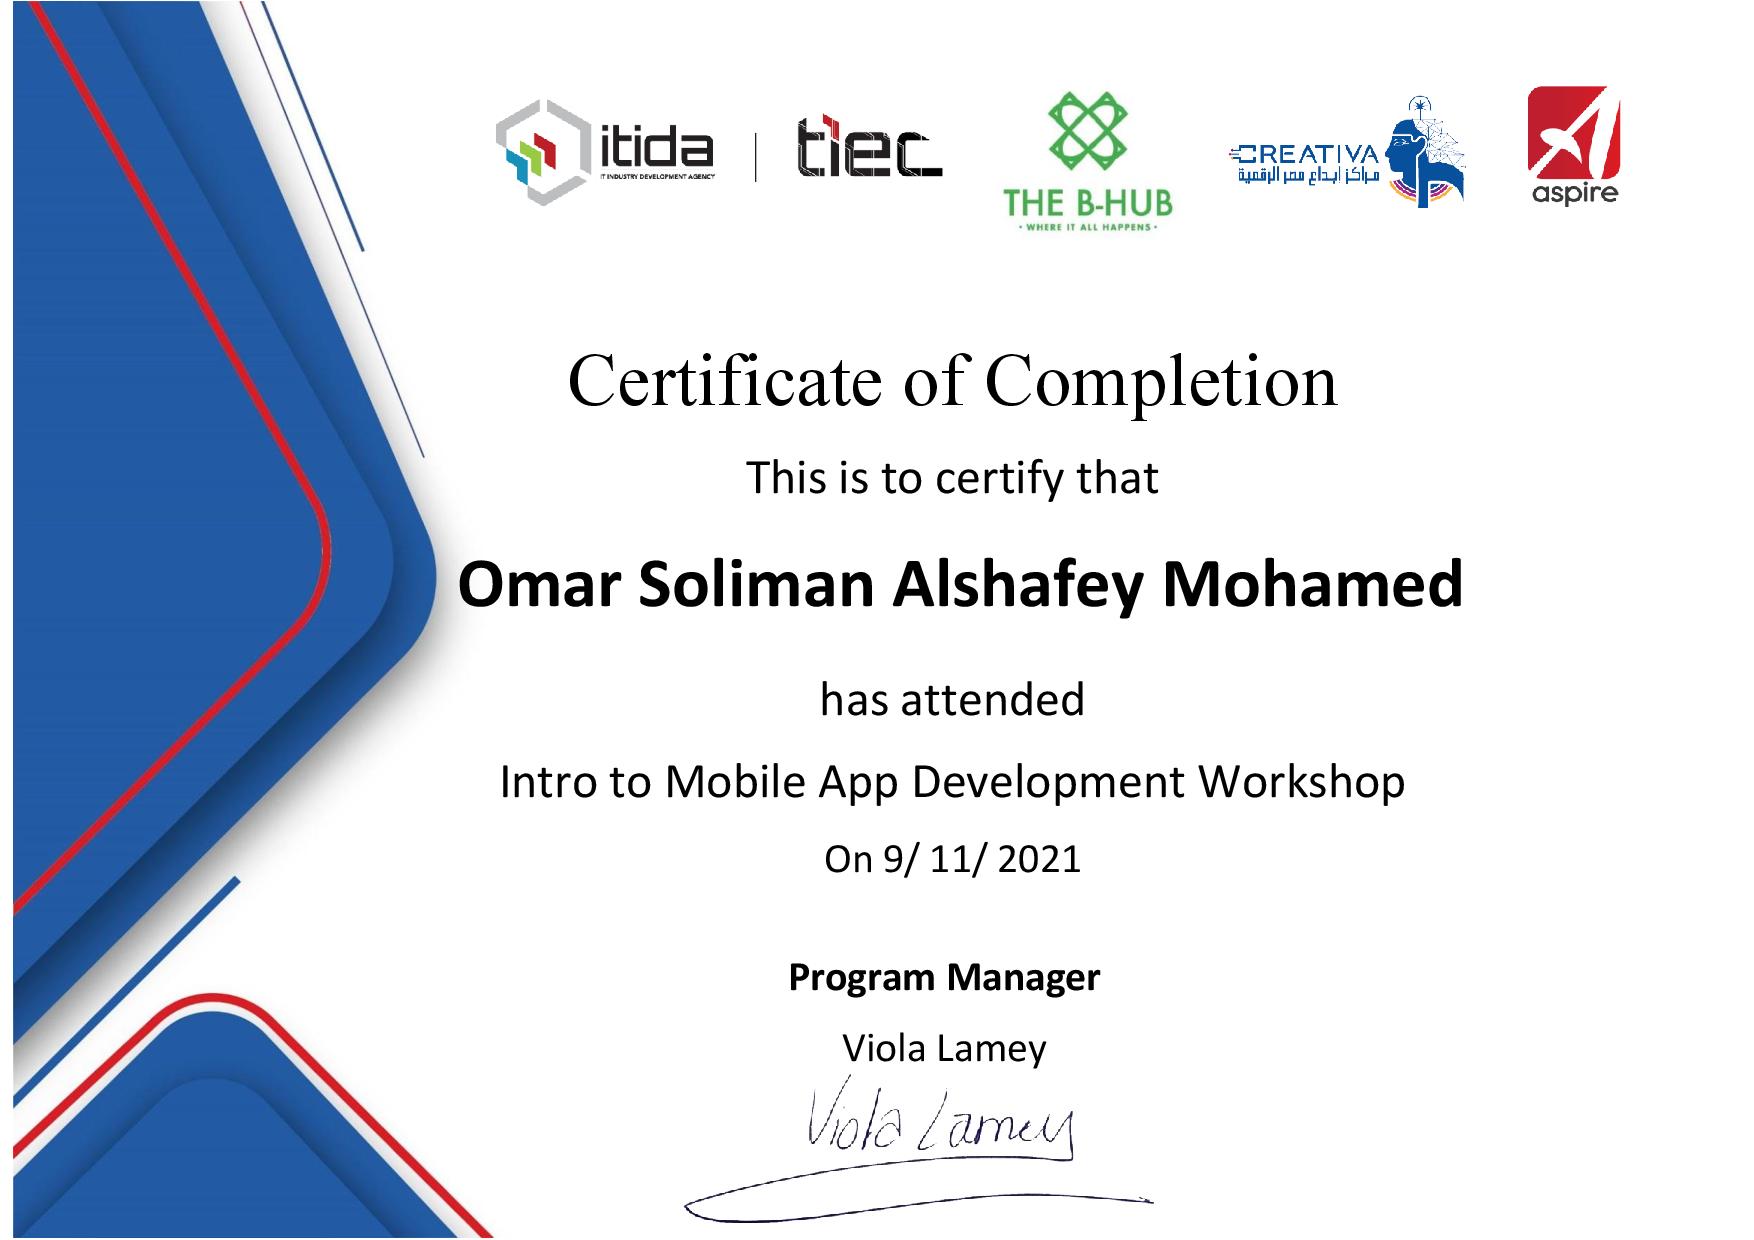 itida
IT INDUSTRY DEVELOPMENT AGENCY
tiec
THE B-HUB
· WHERE IT ALL HAPPENS ·
CREATIVA
مراكز إبداع مصر الرقمية
aspire
Certificate of Completion
This is to certify that
Omar Soliman Alshafey Mohamed
has attended
Intro to Mobile App Development Workshop
On 9/ 11/ 2021
Program Manager
Viola Lamey
Viola Lamey